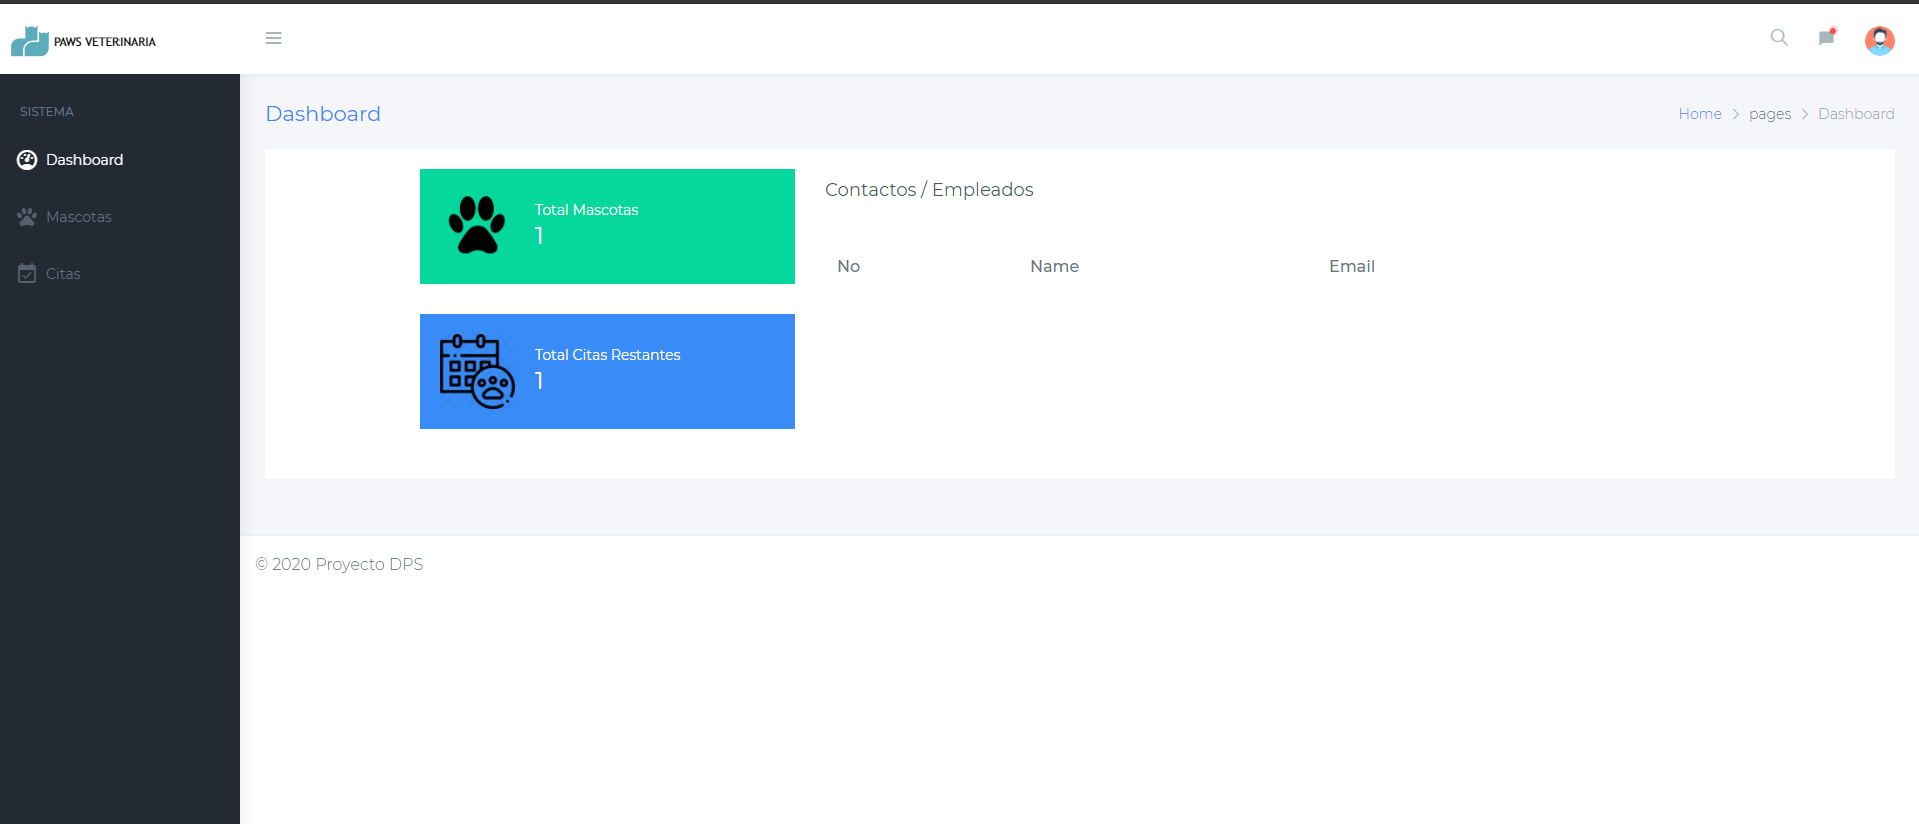 PAWS VETERINARIA
SISTEMA
Dashboard
Mascotas
Citas
Dashboard
Home > pages > Dashboard
Total Mascotas
1
Total Citas Restantes
1
Contactos / Empleados
No Name Email
© 2020 Proyecto DPS